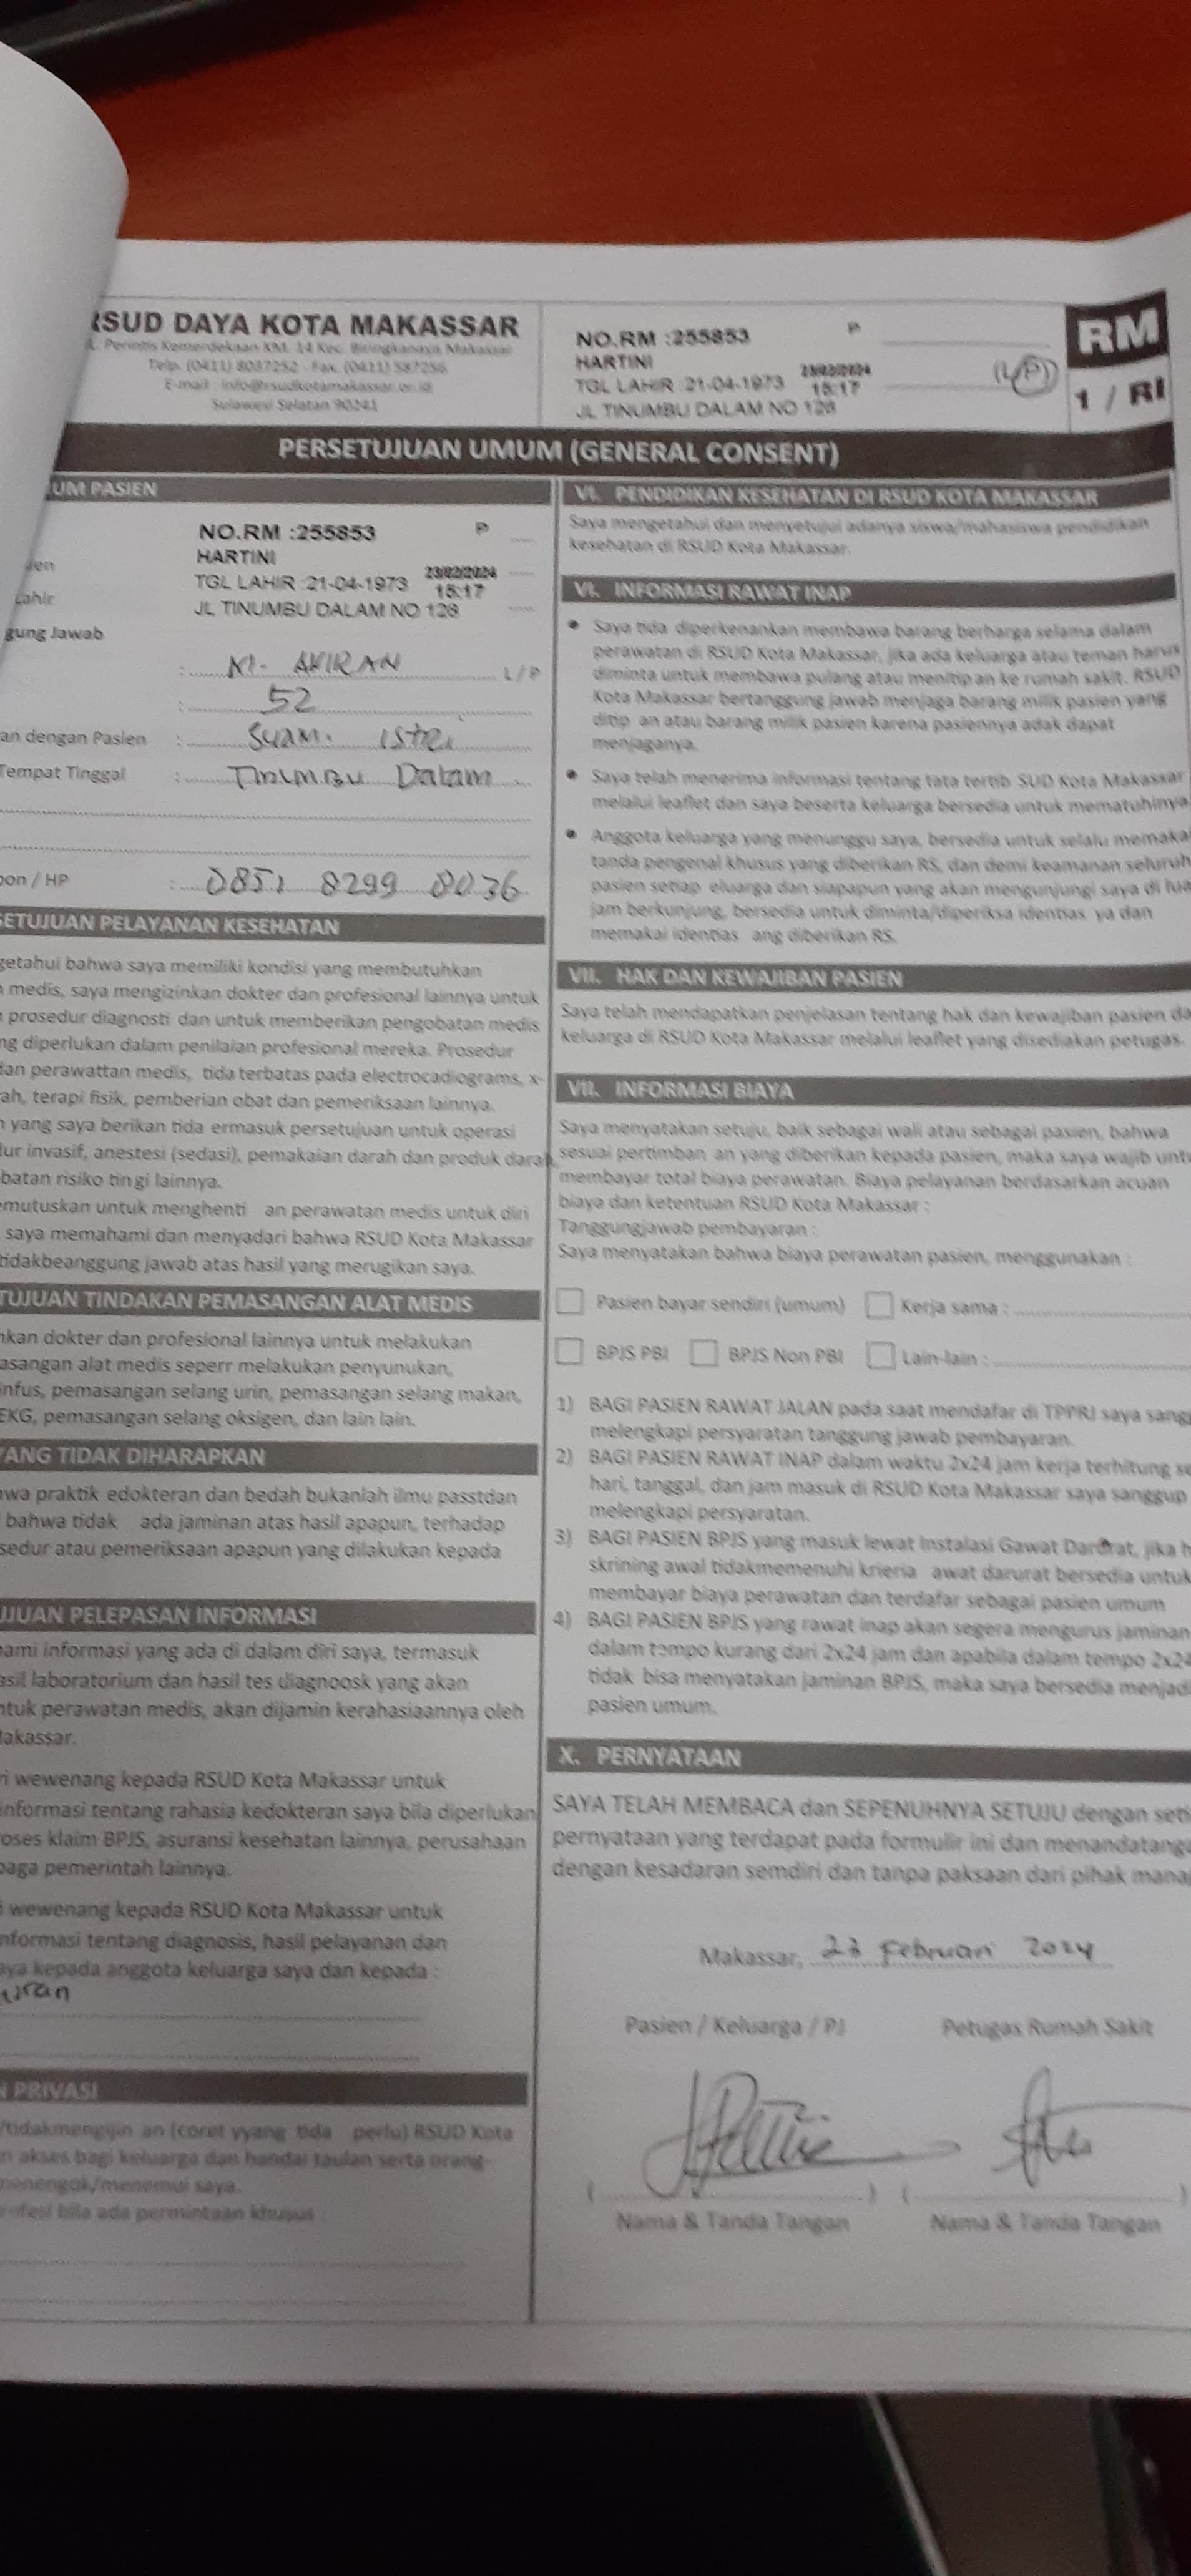 RSUD DAYA KOTA MAKASSAR
JL. Perintis Kemerdekaan KM. 14 Kec. Biringkanaya Makassar
Telp. (0411) 8037252 - Fax. (0411) 587256
E-mail : info@rsudkotamakassar.or.id
Sulawesi Selatan 90241
NO.RM :255853 P
HARTINI
TGL LAHIR :21-04-1973 23/02/2024 15:17
JL TINUMBU DALAM NO 126
(L/P)
RM
1 / RI
PERSETUJUAN UMUM (GENERAL CONSENT)
UM PASIEN
NO.RM :255853 P
HARTINI
TGL LAHIR :21-04-1973 23/02/2024 15:17
JL TINUMBU DALAM NO 126
ien
Lahir
gung Jawab
: AKIRAN L/P
: 52
an dengan Pasien : Suami istri
Tempat Tinggal : Tinumbu Dalam
pon / HP : 0851 8299 8036
SETUJUAN PELAYANAN KESEHATAN
getahui bahwa saya memiliki kondisi yang membutuhkan
n medis, saya mengizinkan dokter dan profesional lainnya untuk
n prosedur diagnosti dan untuk memberikan pengobatan medis
ng diperlukan dalam penilaian profesional mereka. Prosedur
dan perawattan medis, tida terbatas pada electrocadiograms, x-
ah, terapi fisik, pemberian obat dan pemeriksaan lainnya.
n yang saya berikan tida ermasuk persetujuan untuk operasi
dur invasif, anestesi (sedasi), pemakaian darah dan produk darah,
batan risiko tin gi lainnya.
emutuskan untuk menghenti an perawatan medis untuk diri
saya memahami dan menyadari bahwa RSUD Kota Makassar
tidakbeanggung jawab atas hasil yang merugikan saya.
TUJUAN TINDAKAN PEMASANGAN ALAT MEDIS
nkan dokter dan profesional lainnya untuk melakukan
asangan alat medis seperr melakukan penyunukan,
infus, pemasangan selang urin, pemasangan selang makan,
EKG, pemasangan selang oksigen, dan lain lain.
YANG TIDAK DIHARAPKAN
wa praktik edokteran dan bedah bukanlah ilmu passtdan
bahwa tidak ada jaminan atas hasil apapun, terhadap
sedur atau pemeriksaan apapun yang dilakukan kepada
UJUAN PELEPASAN INFORMASI
ami informasi yang ada di dalam diri saya, termasuk
asil laboratorium dan hasil tes diagnoosk yang akan
ntuk perawatan medis, akan dijamin kerahasiaannya oleh
Makassar.
ri wewenang kepada RSUD Kota Makassar untuk
informasi tentang rahasia kedokteran saya bila diperlukan
roses klaim BPJS, asuransi kesehatan lainnya, perusahaan
baga pemerintah lainnya.
i wewenang kepada RSUD Kota Makassar untuk
nformasi tentang diagnosis, hasil pelayanan dan
aya kepada anggota keluarga saya dan kepada :
iran
N PRIVASI
/tidakmengijin an (coret yyang tida perlu) RSUD Kota
ri akses bagi keluarga dan handai taulan serta orang-
menengok/menemui saya.
rofesi bila ada permintaan khusus :
VI. PENDIDIKAN KESEHATAN DI RSUD KOTA MAKASSAR
Saya mengetahui dan menyetujui adanya siswa/mahasiswa pendidikan
kesehatan di RSUD Kota Makassar.
VI. INFORMASI RAWAT INAP
• Saya tida diperkenankan membawa barang berharga selama dalam
perawatan di RSUD Kota Makassar, jika ada keluarga atau teman harus
diminta untuk membawa pulang atau menitip an ke rumah sakit. RSUD
Kota Makassar bertanggung jawab menjaga barang milik pasien yang
ditip an atau barang milik pasien karena pasiennya adak dapat
menjaganya.
• Saya telah menerima informasi tentang tata tertib SUD Kota Makassar
melalui leaflet dan saya beserta keluarga bersedia untuk mematuhinya
• Anggota keluarga yang menunggu saya, bersedia untuk selalu memakai
tanda pengenal khusus yang diberikan RS, dan demi keamanan seluruh
pasien setiap eluarga dan siapapun yang akan mengunjungi saya di lua
jam berkunjung, bersedia untuk diminta/diperiksa identias ya dan
memakai identias ang diberikan RS.
VII. HAK DAN KEWAJIBAN PASIEN
Saya telah mendapatkan penjelasan tentang hak dan kewajiban pasien da
keluarga di RSUD Kota Makassar melalui leaflet yang disediakan petugas.
VII. INFORMASI BIAYA
Saya menyatakan setuju, baik sebagai wali atau sebagai pasien, bahwa
sesuai pertimban an yang diberikan kepada pasien, maka saya wajib untu
membayar total biaya perawatan. Biaya pelayanan berdasarkan acuan
biaya dan ketentuan RSUD Kota Makassar :
Tanggungjawab pembayaran :
Saya menyatakan bahwa biaya perawatan pasien, menggunakan :
Pasien bayar sendiri (umum) Kerja sama :
BPJS PBI BPJS Non PBI Lain-lain :
1) BAGI PASIEN RAWAT JALAN pada saat mendafar di TPPRJ saya sangg
melengkapi persyaratan tanggung jawab pembayaran.
2) BAGI PASIEN RAWAT INAP dalam waktu 2x24 jam kerja terhitung se
hari, tanggal, dan jam masuk di RSUD Kota Makassar saya sanggup
melengkapi persyaratan.
3) BAGI PASIEN BPJS yang masuk lewat Instalasi Gawat Darurat, jika h
skrining awal tidakmemenuhi krieria awat darurat bersedia untuk
membayar biaya perawatan dan terdafar sebagai pasien umum
4) BAGI PASIEN BPJS yang rawat inap akan segera mengurus jaminan
dalam tempo kurang dari 2x24 jam dan apabila dalam tempo 2x24
tidak bisa menyatakan jaminan BPJS, maka saya bersedia menjadi
pasien umum.
X. PERNYATAAN
SAYA TELAH MEMBACA dan SEPENUHNYA SETUJU dengan seti
pernyataan yang terdapat pada formulir ini dan menandatanga
dengan kesadaran semdiri dan tanpa paksaan dari pihak mana
Makassar, 23 Februari 2024
Pasien / Keluarga / PJ Petugas Rumah Sakit
(  ) (  )
Nama & Tanda Tangan Nama & Tanda Tangan